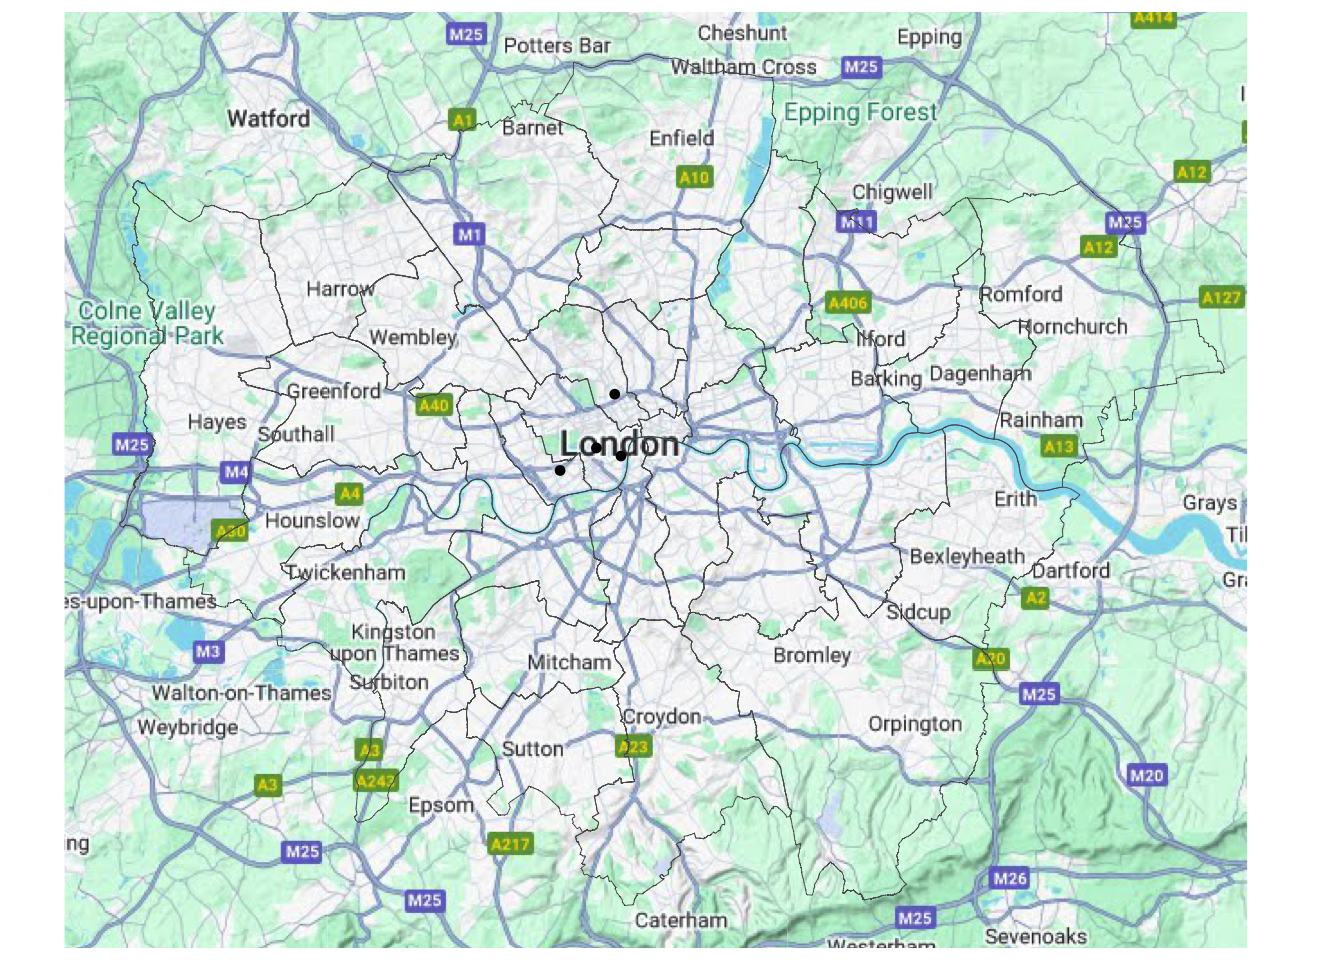 A414
M25
Cheshunt
Epping
Potters Bar
Waltham Cross
M25
Watford
A1
Barnet
Enfield
Epping Forest
A10
A12
Chigwell
M11
M25
M1
A12
Harrow
A406
Romford
A127
Colne Valley
Regional Park
Wembley
Ilford
Hornchurch
Greenford
A40
Barking
Dagenham
Hayes
Southall
London
Rainham
M25
A13
M4
A4
Erith
Grays
Hounslow
A30
Til
Bexleyheath
Twickenham
Dartford
Gra
es-upon-Thames
A2
Sidcup
Kingston
upon Thames
M3
Mitcham
Bromley
A20
Surbiton
Walton-on-Thames
M25
Weybridge
Croydon
Orpington
A3
Sutton
A23
A3
A243
M20
Epsom
ng
M25
A217
M26
M25
M25
Caterham
Westerham
Sevenoaks